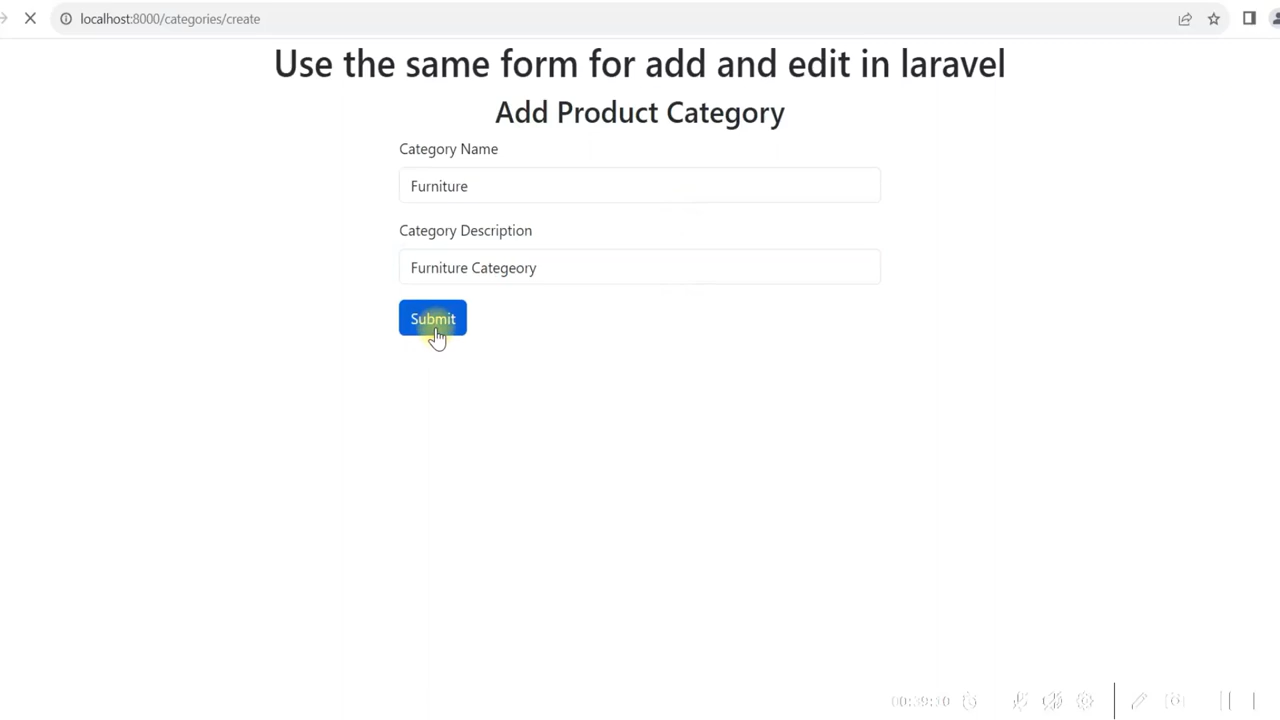 localhost:8000/categories/create
Use the same form for add and edit in laravel
Add Product Category
Category Name
Furniture
Category Description
Furniture Categeory
Submit